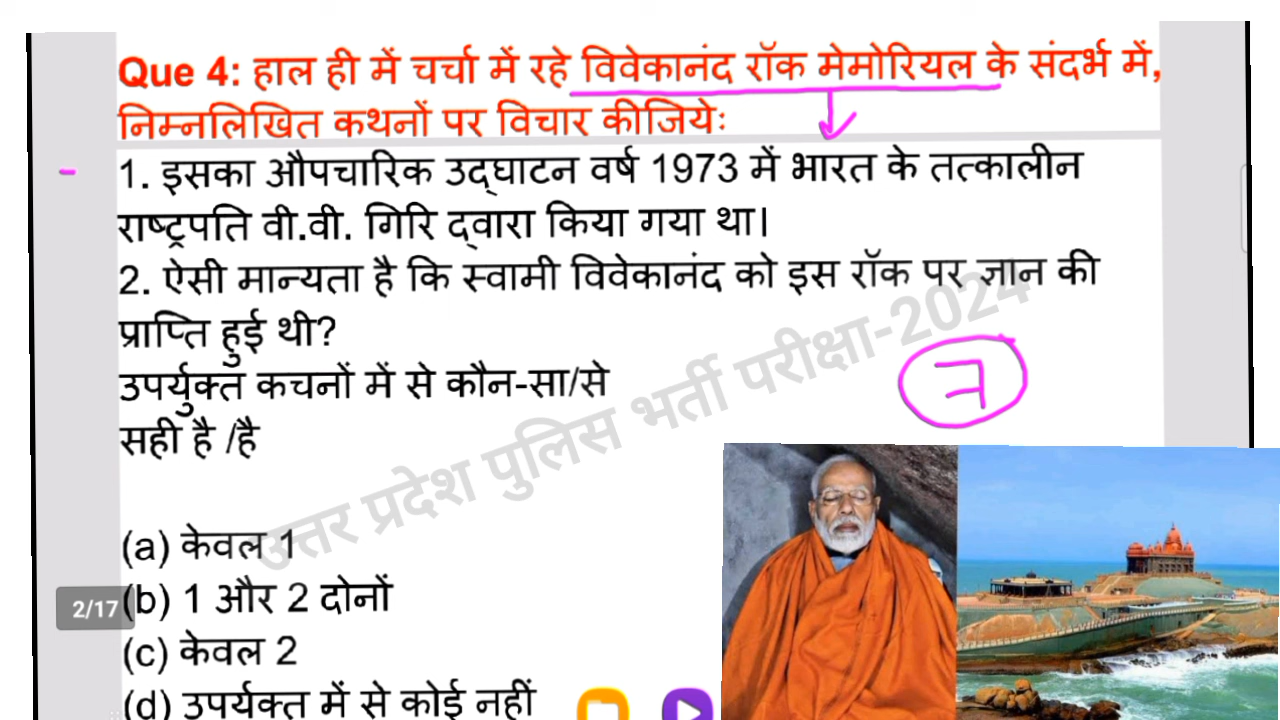 Que 4: हाल ही में चर्चा में रहे विवेकानंद रॉक मेमोरियल के संदर्भ में,
निम्नलिखित कथनों पर विचार कीजियेः
1. इसका औपचारिक उद्घाटन वर्ष 1973 में भारत के तत्कालीन
राष्ट्रपति वी.वी. गिरि द्वारा किया गया था।
2. ऐसी मान्यता है कि स्वामी विवेकानंद को इस रॉक पर ज्ञान की
प्राप्ति हुई थी?
उपर्युक्त कचनों में से कौन-सा/से
सही है /है
उत्तर प्रदेश पुलिस भर्ती परीक्षा-2024
(a) केवल 1
2/17
(b) 1 और 2 दोनों
(c) केवल 2
(d) उपर्यक्त में से कोई नहीं